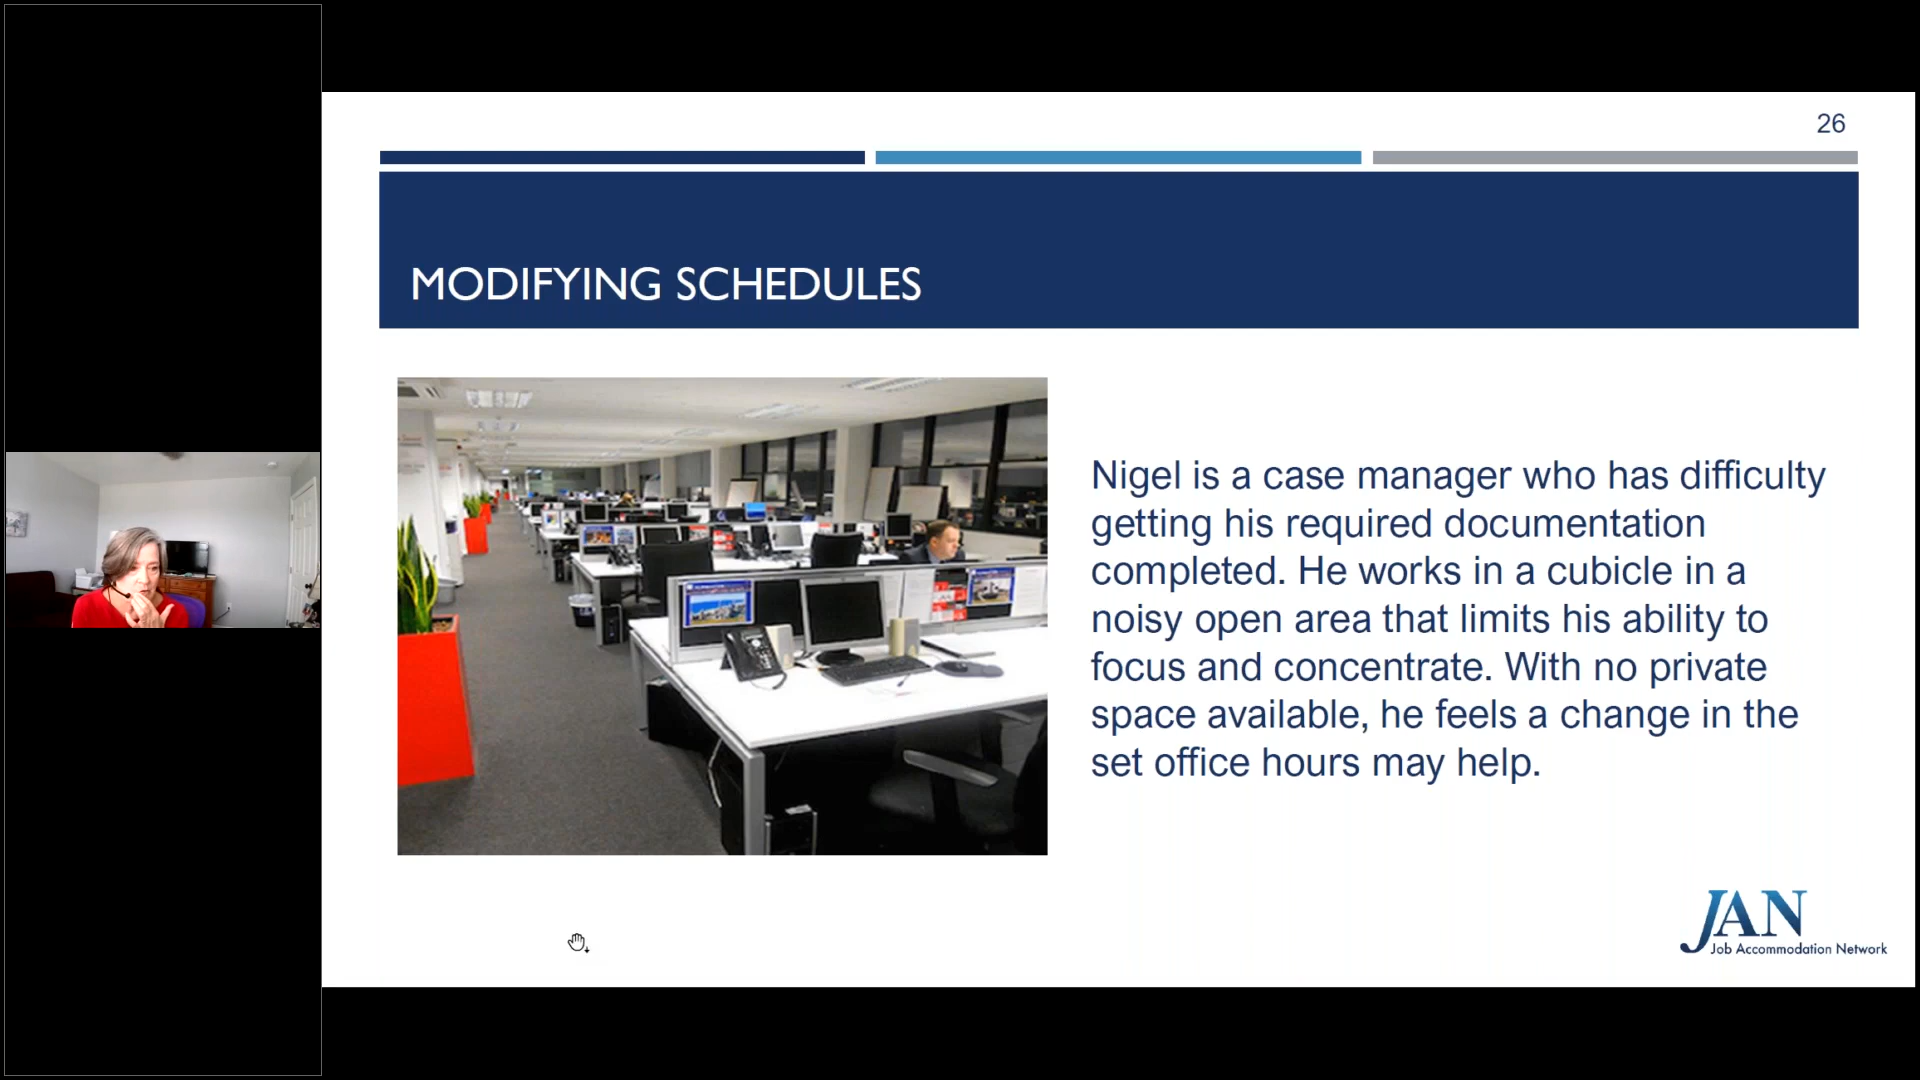 26
MODIFYING SCHEDULES
Nigel is a case manager who has difficulty
getting his required documentation
completed. He works in a cubicle in a
noisy open area that limits his ability to
focus and concentrate. With no private
space available, he feels a change in the
set office hours may help.
JAN
Job Accommodation Network